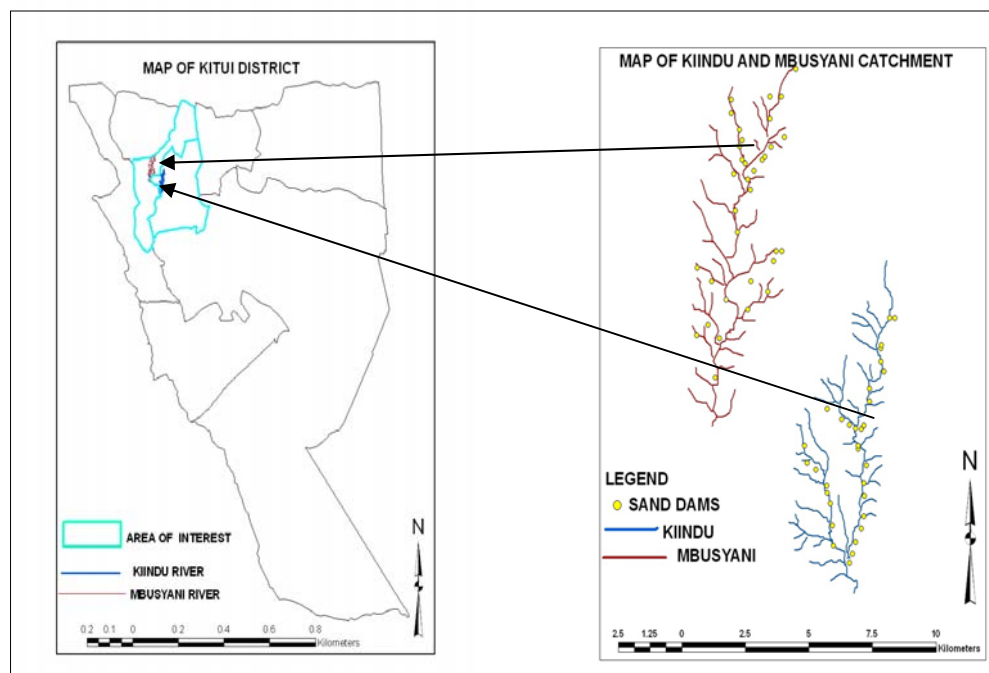 MAP OF KITUI DISTRICT
AREA OF INTEREST
KIINDU RIVER
MBUSYANI RIVER
N
0.2 0.1 0 0.2 0.4 0.6 0.8
Kilometers
MAP OF KIINDU AND MBUSYANI CATCHMENT
LEGEND
SAND DAMS
KIINDU
MBUSYANI
N
2.5 1.25 0 2.5 5 7.5 10
Kilometers